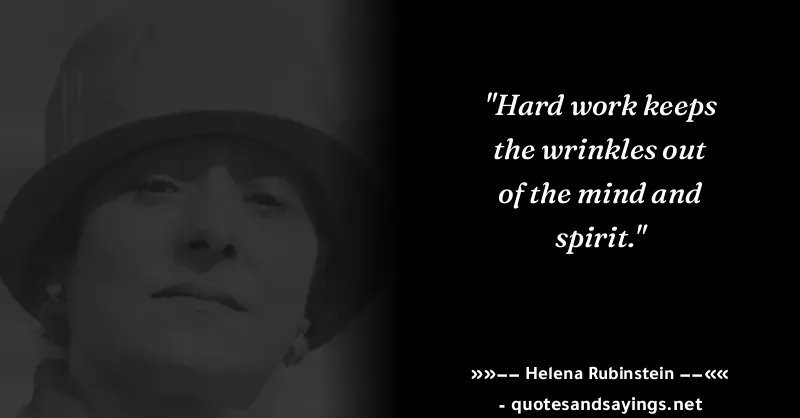 "Hard work keeps
the wrinkles out
of the mind and
spirit."
»»−− Helena Rubinstein −−««
- quotesandsayings.net